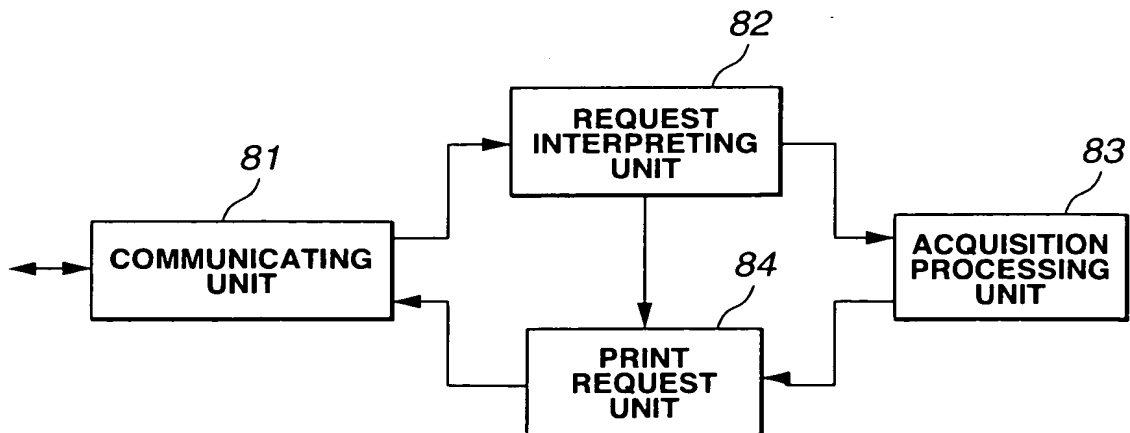 82
REQUEST
INTERPRETING
UNIT
81
COMMUNICATING
UNIT
83
ACQUISITION
PROCESSING
UNIT
84
PRINT
REQUEST
UNIT